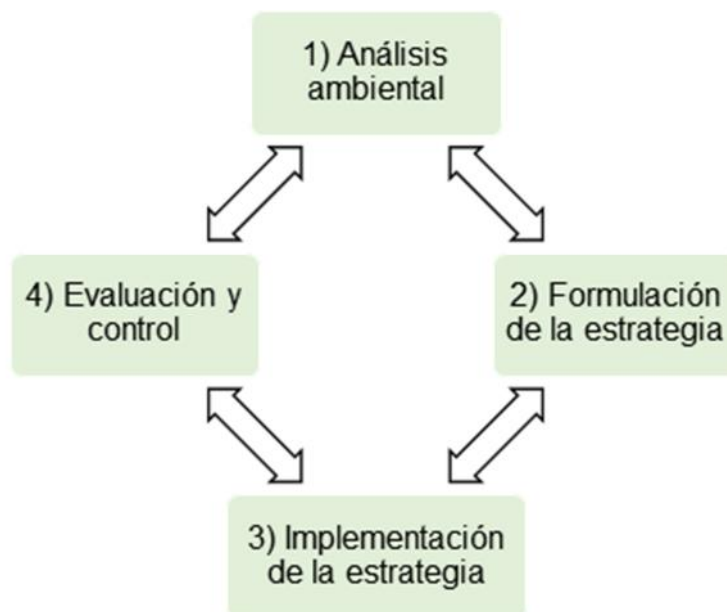 1) Análisis
ambiental
4) Evaluación y
control
2) Formulación
de la estrategia
3) Implementación
de la estrategia